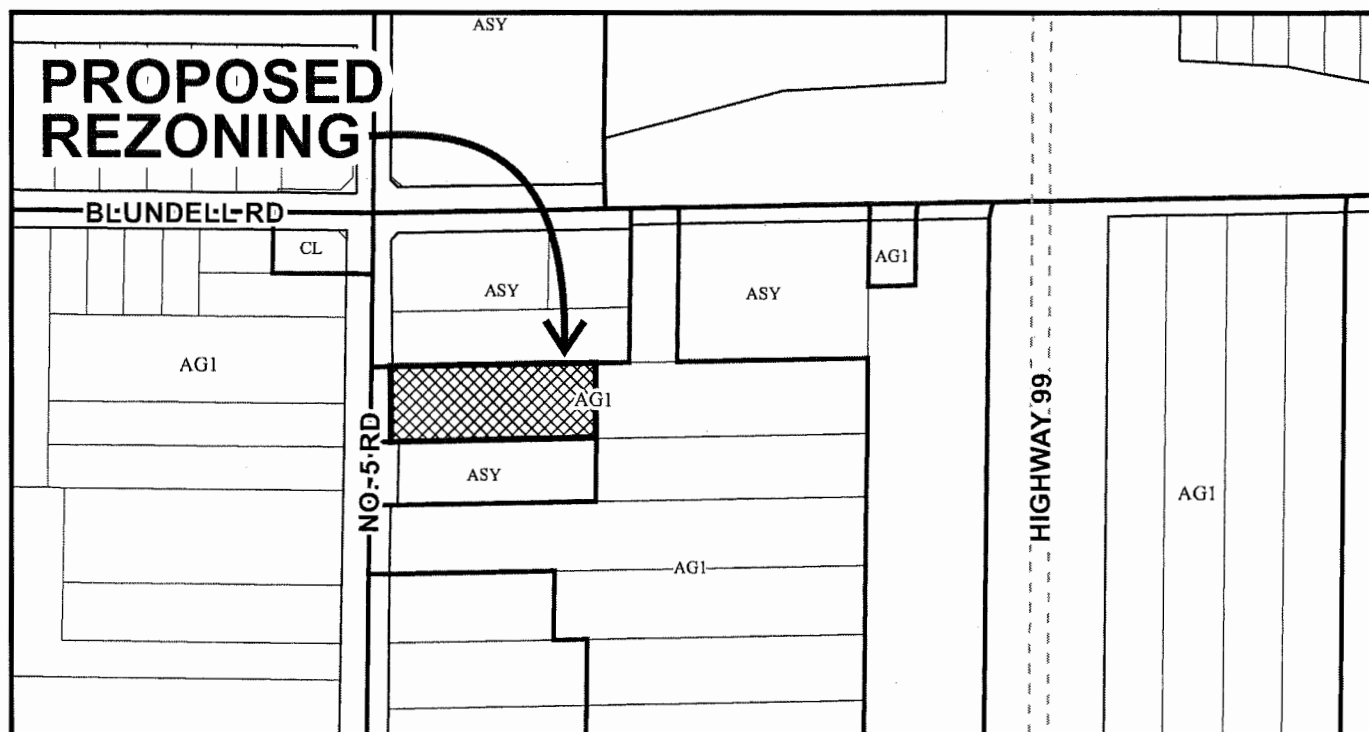 ASY
PROPOSED
REZONING
BLUNDELL RD
CL
ASY
ASY
AG1
AG1
AG1
NO. 5 RD
ASY
HIGHWAY 99
AG1
AG1